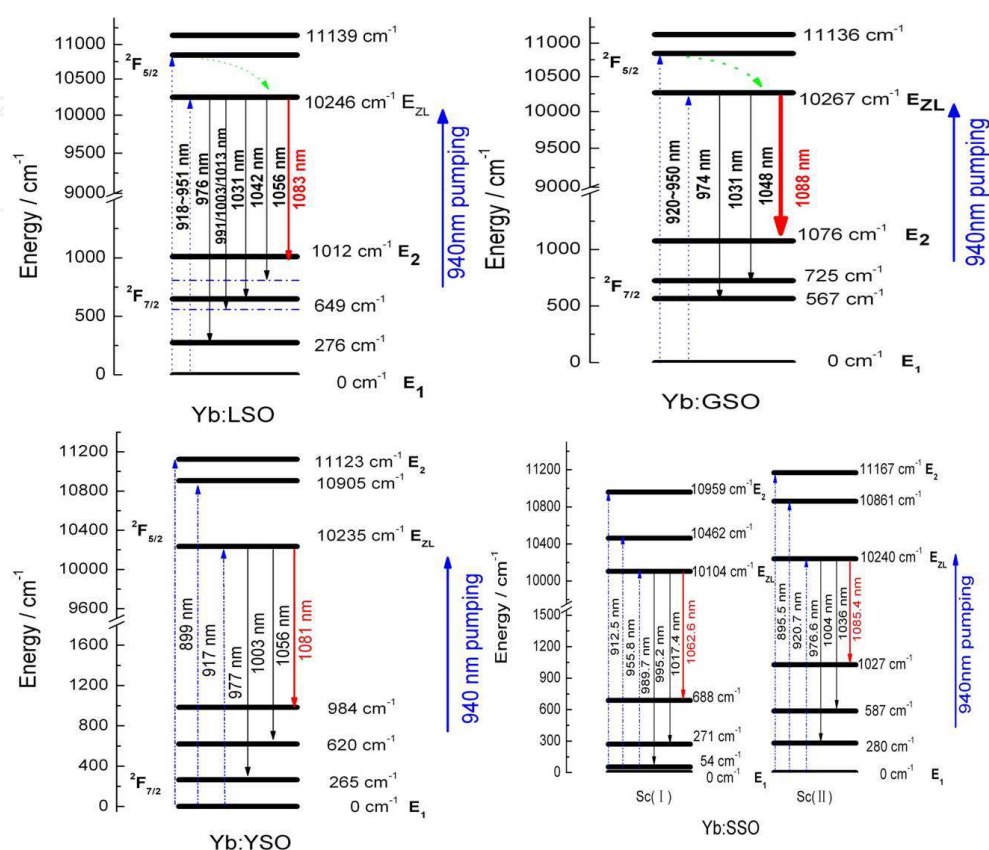 11000
10500
10000
9500
9000
1000
500
0
Energy / cm⁻¹
²F5/2
²F7/2
11139 cm⁻¹
10246 cm⁻¹ EZL
1012 cm⁻¹ E2
649 cm⁻¹
276 cm⁻¹
0 cm⁻¹ E1
918~951 nm
976 nm
991/1003/1013 nm
1031 nm
1042 nm
1056 nm
1083 nm
940nm pumping
Yb:LSO
11000
10500
10000
9500
9000
1000
500
0
Energy / cm⁻¹
²F5/2
²F7/2
11136 cm⁻¹
10267 cm⁻¹ EZL
1076 cm⁻¹ E2
725 cm⁻¹
567 cm⁻¹
0 cm⁻¹ E1
920~950 nm
974 nm
1031 nm
1048 nm
1088 nm
940nm pumping
Yb:GSO
11200
10800
10400
10000
9600
1600
1200
1000
800
600
400
200
0
Energy / cm⁻¹
²F5/2
²F7/2
11123 cm⁻¹ E2
10905 cm⁻¹
10235 cm⁻¹
EZL
984 cm⁻¹
620 cm⁻¹
265 cm⁻¹
0 cm⁻¹ E1
899 nm
917 nm
977 nm
1003 nm
1056 nm
1081 nm
940 nm pumping
Yb:YSO
11200
10800
10400
10000
1500
1200
900
600
300
0
Energy / cm⁻¹
10959 cm⁻¹ E2
10462 cm⁻¹
10104 cm⁻¹ EZL
688 cm⁻¹
271 cm⁻¹
54 cm⁻¹
0 cm⁻¹ E1
912.5 nm
955.8 nm
989.7 nm
995.2 nm
1017.4 nm
1062.6 nm
Sc(Ⅰ)
11167 cm⁻¹ E2
10861 cm⁻¹
10240 cm⁻¹
EZL
1027 cm⁻¹
587 cm⁻¹
280 cm⁻¹
0 cm⁻¹ E1
895.5 nm
920.7 nm
976.6 nm
1004 nm
1036 nm
1085.4 nm
940nm pumping
Sc(Ⅱ)
Yb:SSO